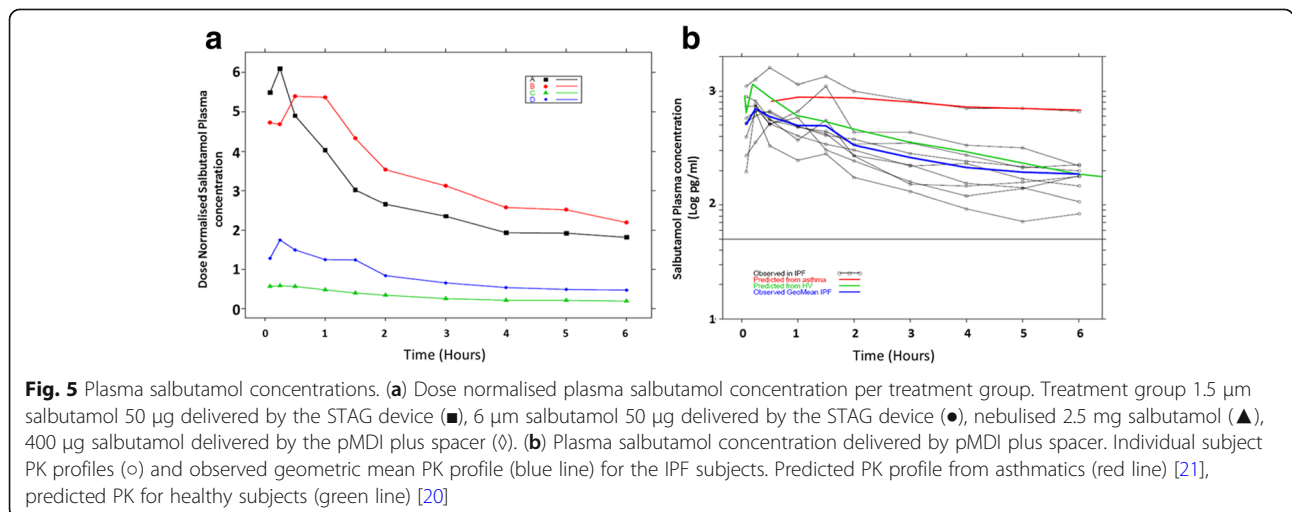 a
b
Dose Normalised Salbutamol Plasma
concentration
6
5
4
3
2
1
0
A
B
C
D
0 1 2 3 4 5 6
Time (Hours)
Salbutamol Plasma concentration
(Log pg/ml)
3
2
1
Observed in IPF
Predicted from asthma
Predicted from HV
Observed GeoMean IPF
0 1 2 3 4 5 6
Time (Hours)
Fig. 5 Plasma salbutamol concentrations. (a) Dose normalised plasma salbutamol concentration per treatment group. Treatment group 1.5 μm
salbutamol 50 μg delivered by the STAG device (■), 6 μm salbutamol 50 μg delivered by the STAG device (●), nebulised 2.5 mg salbutamol (▲),
400 μg salbutamol delivered by the pMDI plus spacer (◊). (b) Plasma salbutamol concentration delivered by pMDI plus spacer. Individual subject
PK profiles (○) and observed geometric mean PK profile (blue line) for the IPF subjects. Predicted PK profile from asthmatics (red line) [21],
predicted PK for healthy subjects (green line) [20]